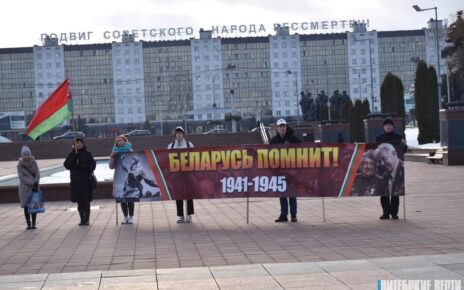 ПОДВИГ СОВЕТСКОГО НАРОДА БЕССМЕРТЕН!
БЕЛАРУСЬ ПОМНИТ!
1941-1945
ВИТЕБСКИЕ ВЕСТИ